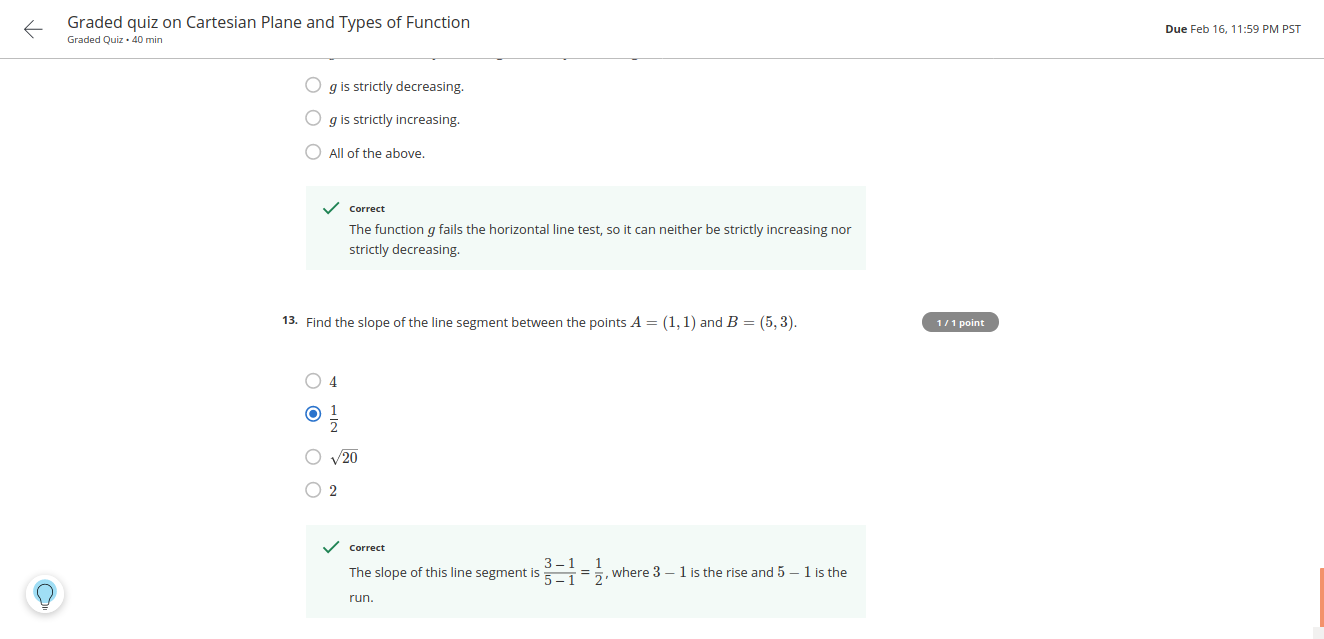 Graded quiz on Cartesian Plane and Types of Function
Graded Quiz • 40 min
Due Feb 16, 11:59 PM PST
g is strictly decreasing.
g is strictly increasing.
All of the above.
Correct
The function g fails the horizontal line test, so it can neither be strictly increasing nor
strictly decreasing.
13. Find the slope of the line segment between the points A = (1, 1) and B = (5, 3).
1 / 1 point
4
1/2
√20
2
Correct
The slope of this line segment is (3 − 1)/(5 − 1) = 1/2, where 3 − 1 is the rise and 5 − 1 is the
run.